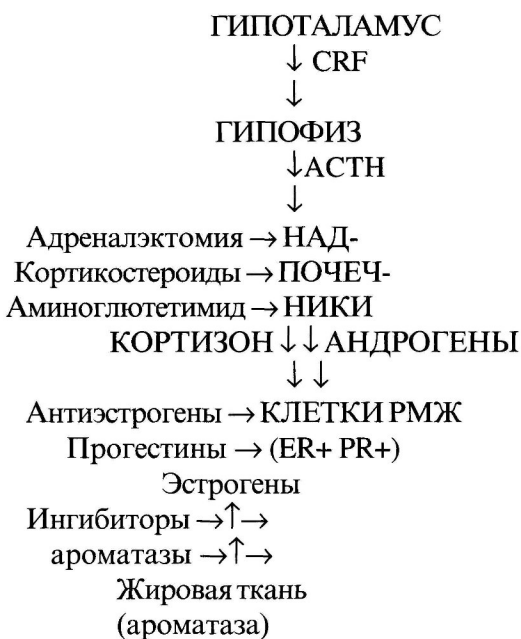 ГИПОТАЛАМУС
↓ CRF
↓
ГИПОФИЗ
↓АСТН
↓
Адреналэктомия → НАД-
Кортикостероиды → ПОЧЕЧ-
Аминоглютетимид → НИКИ
КОРТИЗОН ↓ ↓ АНДРОГЕНЫ
↓ ↓
Антиэстрогены → КЛЕТКИ РМЖ
Прогестины → (ER+ PR+)
Эстрогены
Ингибиторы →↑→
ароматазы →↑→
Жировая ткань
(ароматаза)